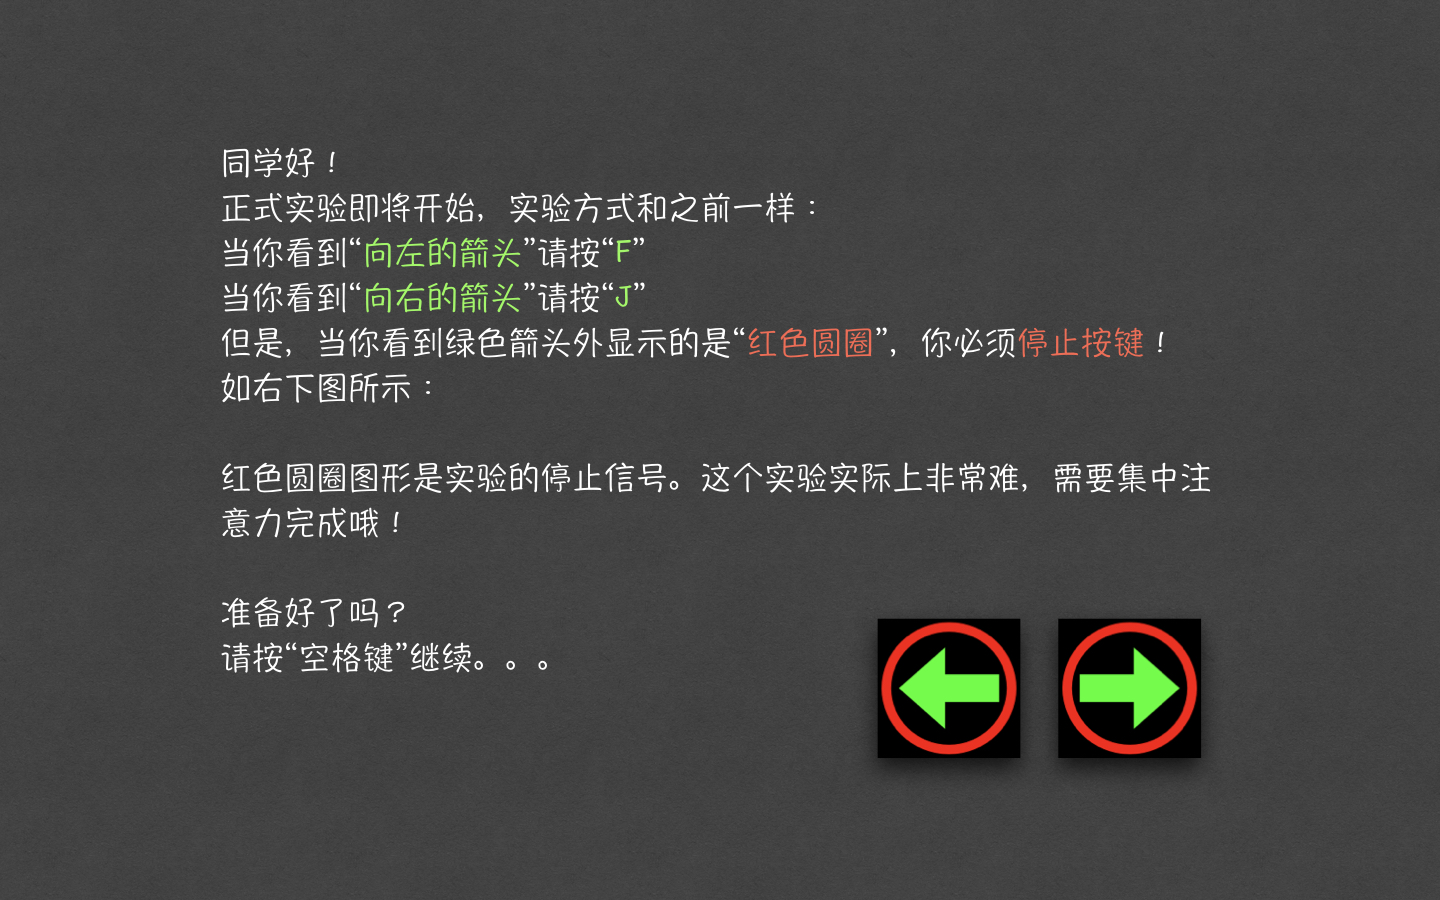 同学好！
正式实验即将开始，实验方式和之前一样：
当你看到“向左的箭头”请按“F”
当你看到“向右的箭头”请按“J”
但是，当你看到绿色箭头外显示的是“红色圆圈”，你必须停止按键！
如右下图所示：
红色圆圈图形是实验的停止信号。这个实验实际上非常难，需要集中注
意力完成哦！
准备好了吗？
请按“空格键”继续。。。